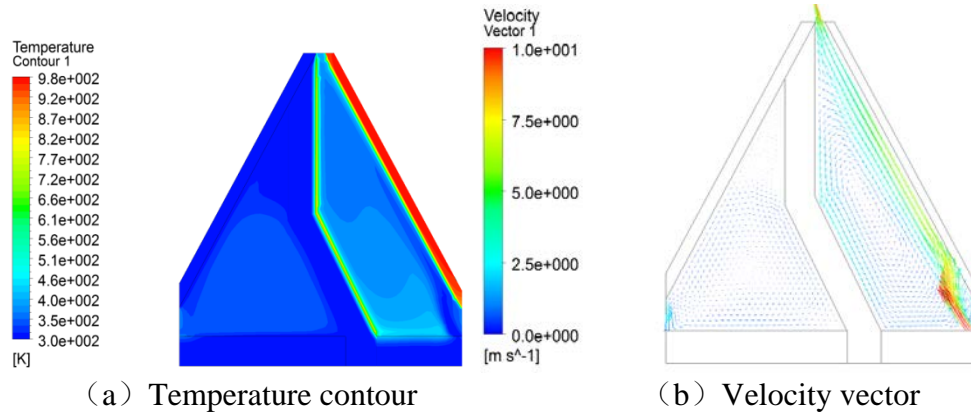 Temperature
Contour 1
9.8e+002
9.2e+002
8.7e+002
8.2e+002
7.7e+002
7.2e+002
6.6e+002
6.1e+002
5.6e+002
5.1e+002
4.6e+002
4.0e+002
3.5e+002
3.0e+002
[K]
Velocity
Vector 1
1.0e+001
7.5e+000
5.0e+000
2.5e+000
0.0e+000
[m s^-1]
（a）Temperature contour
（b）Velocity vector